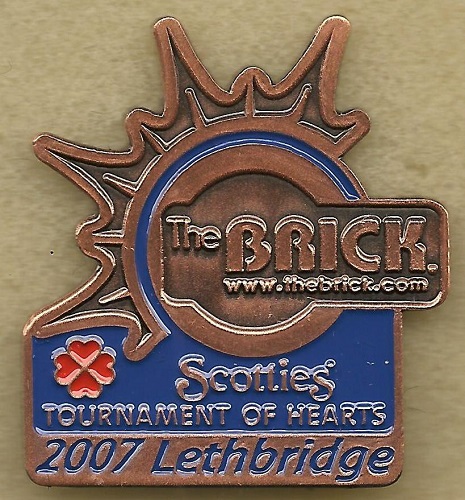 The BRICK.
www.thebrick.com
Scotties
TOURNAMENT OF HEARTS
2007 Lethbridge